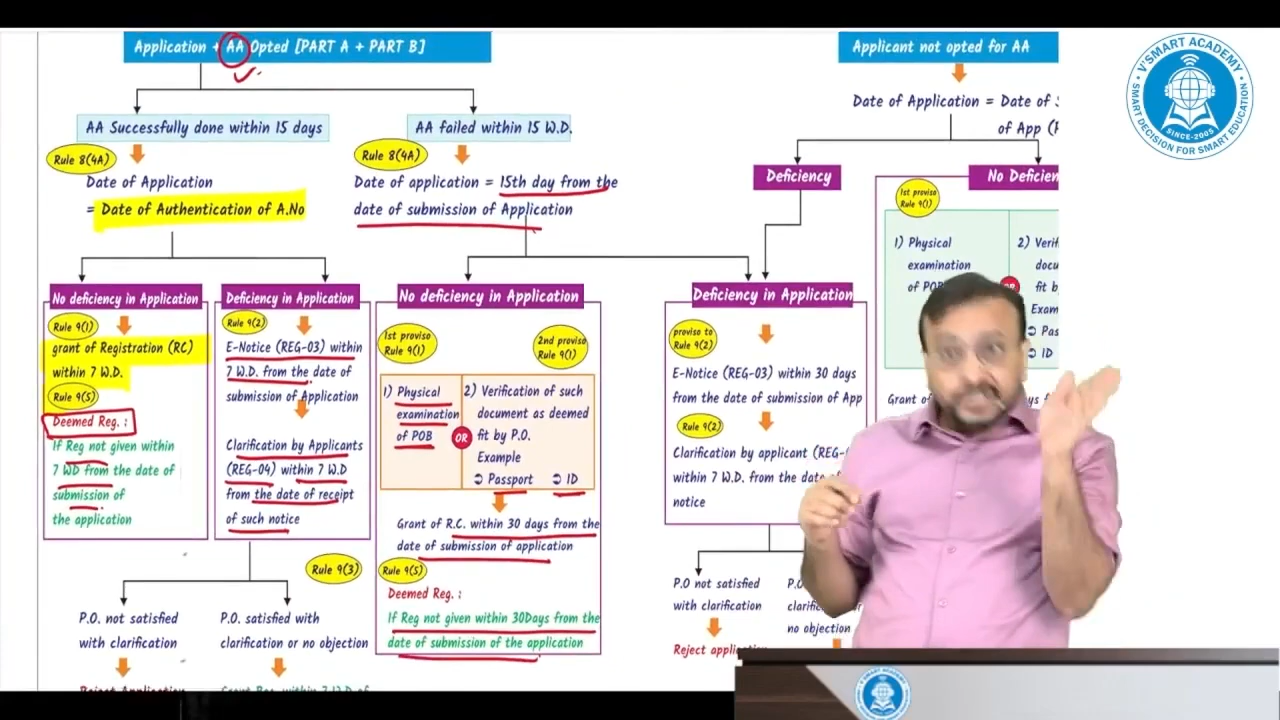 Application + AA Opted [PART A + PART B]
AA Successfully done within 15 days
Rule 8(4A)
Date of Application
= Date of Authentication of A.No
AA failed within 15 W.D.
Rule 8(4A)
Date of application = 15th day from the
date of submission of Application
No deficiency in Application
Rule 9(1)
grant of Registration (RC)
within 7 W.D.
Rule 9(5)
Deemed Reg. :
If Reg not given within
7 WD from the date of
submission of
the application
Deficiency in Application
Rule 9(2)
E-Notice (REG-03) within
7 W.D. from the date of
submission of Application
Clarification by Applicants
(REG-04) within 7 W.D
from the date of receipt
of such notice
Rule 9(3)
P.O. not satisfied
with clarification
Reject Application
P.O. satisfied with
clarification or no objection
No deficiency in Application
1st proviso
Rule 9(1)
2nd proviso
Rule 9(1)
1) Physical
examination
of POB
OR
2) Verification of such
document as deemed
fit by P.O.
Example
➲ Passport ➲ ID
Grant of R.C. within 30 days from the
date of submission of application
Rule 9(5)
Deemed Reg. :
If Reg not given within 30Days from the
date of submission of the application
Applicant not opted for AA
Date of Application = Date of
of App
Deficiency
Deficiency in Application
proviso to
Rule 9(2)
E-Notice (REG-03) within 30 days
from the date of submission of App
Rule 9(2)
Clarification by applicant (REG-
within 7 W.D. from the date
notice
P.O not satisfied
with clarification
Reject
P.O.
no objection
No
1st proviso
Rule 9(1)
1) Physical
examination
of
OR
2)
Grant
V'SMART ACADEMY
SINCE-2005
SMART DECISION FOR SMART EDUCATION